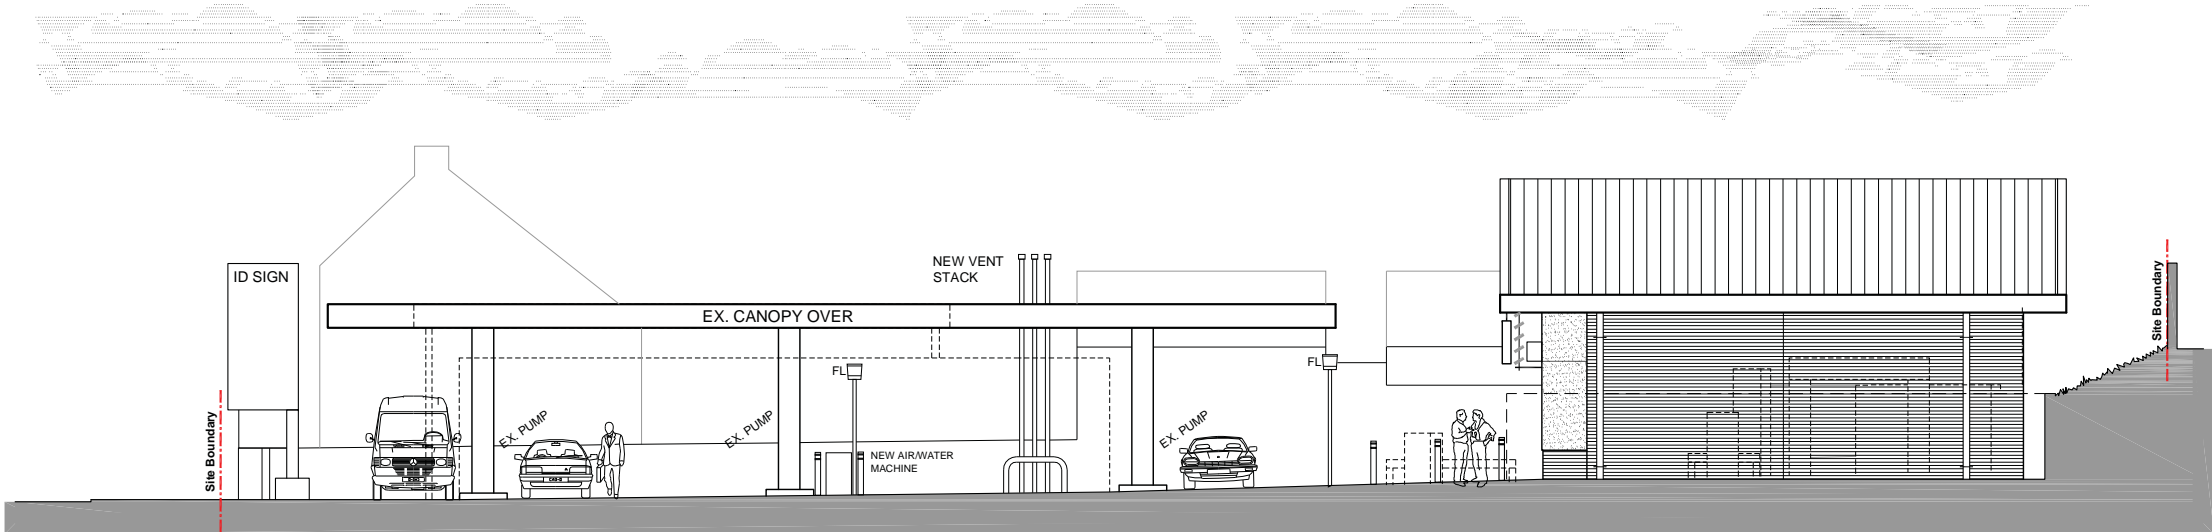 ID SIGN
NEW VENT
STACK
EX. CANOPY OVER
FL
FL
Site Boundary
Site Boundary
EX. PUMP
EX. PUMP
EX. PUMP
NEW AIR/WATER
MACHINE